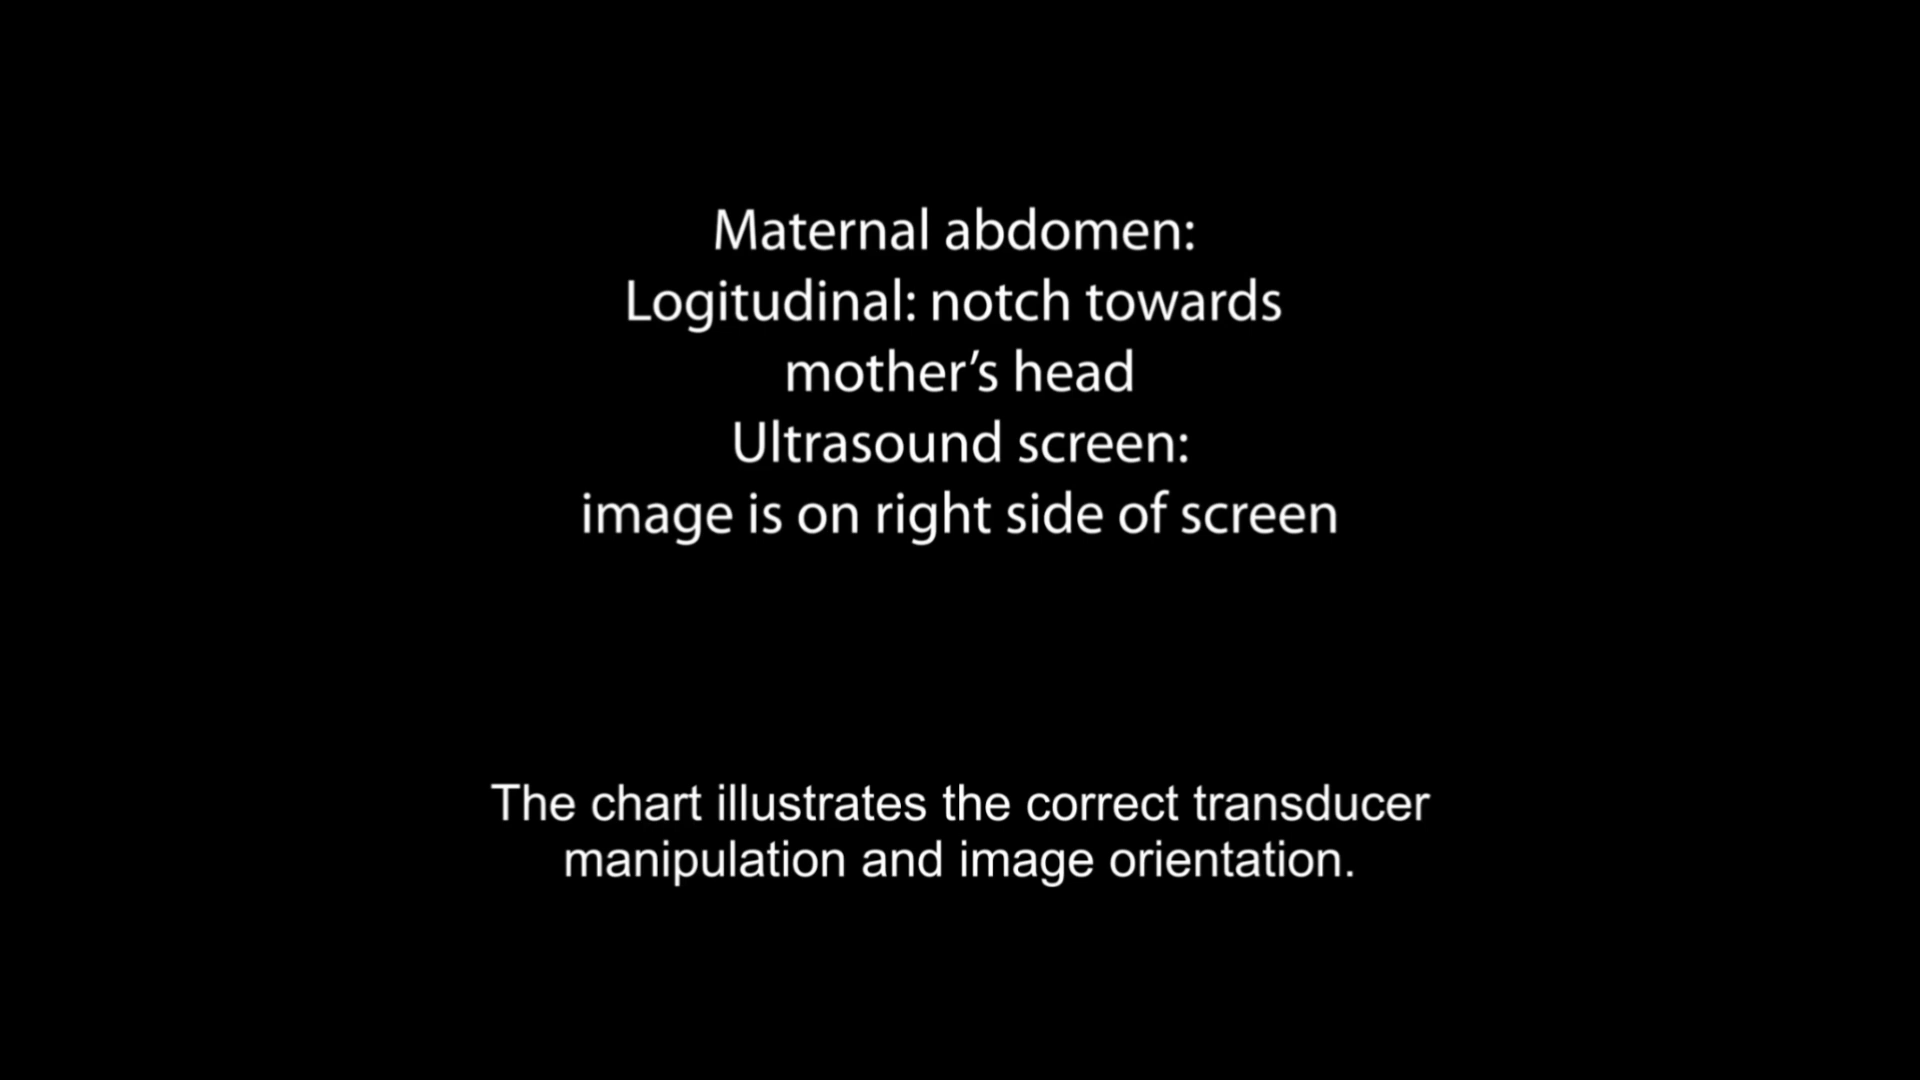 Maternal abdomen:
Logitudinal: notch towards
mother’s head
Ultrasound screen:
image is on right side of screen
The chart illustrates the correct transducer
manipulation and image orientation.